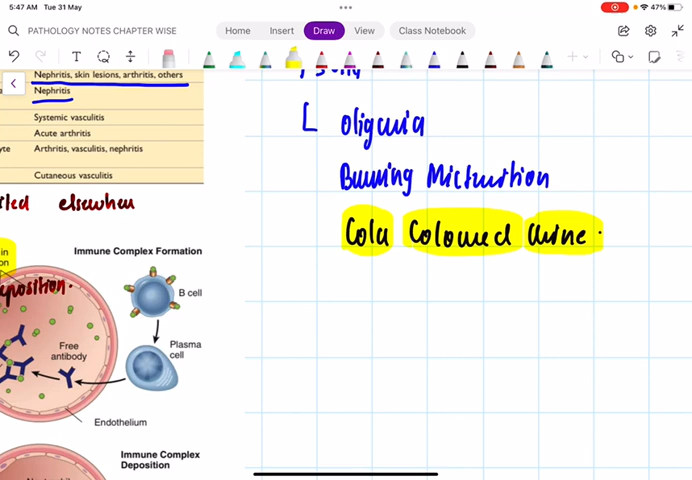 5:47 AM Tue 31 May
47%
PATHOLOGY NOTES CHAPTER WISE
Home Insert Draw View Class Notebook
Nephritis, skin lesions, arthritis, others
Nephritis
Systemic vasculitis
Acute arthritis
Arthritis, vasculitis, nephritis
Cutaneous vasculitis
elsewhere
Immune Complex Formation
B cell
Free
antibody
Plasma
cell
Endothelium
Immune Complex
Deposition
oliguria
Burning Micturition
Cola Coloured urine.